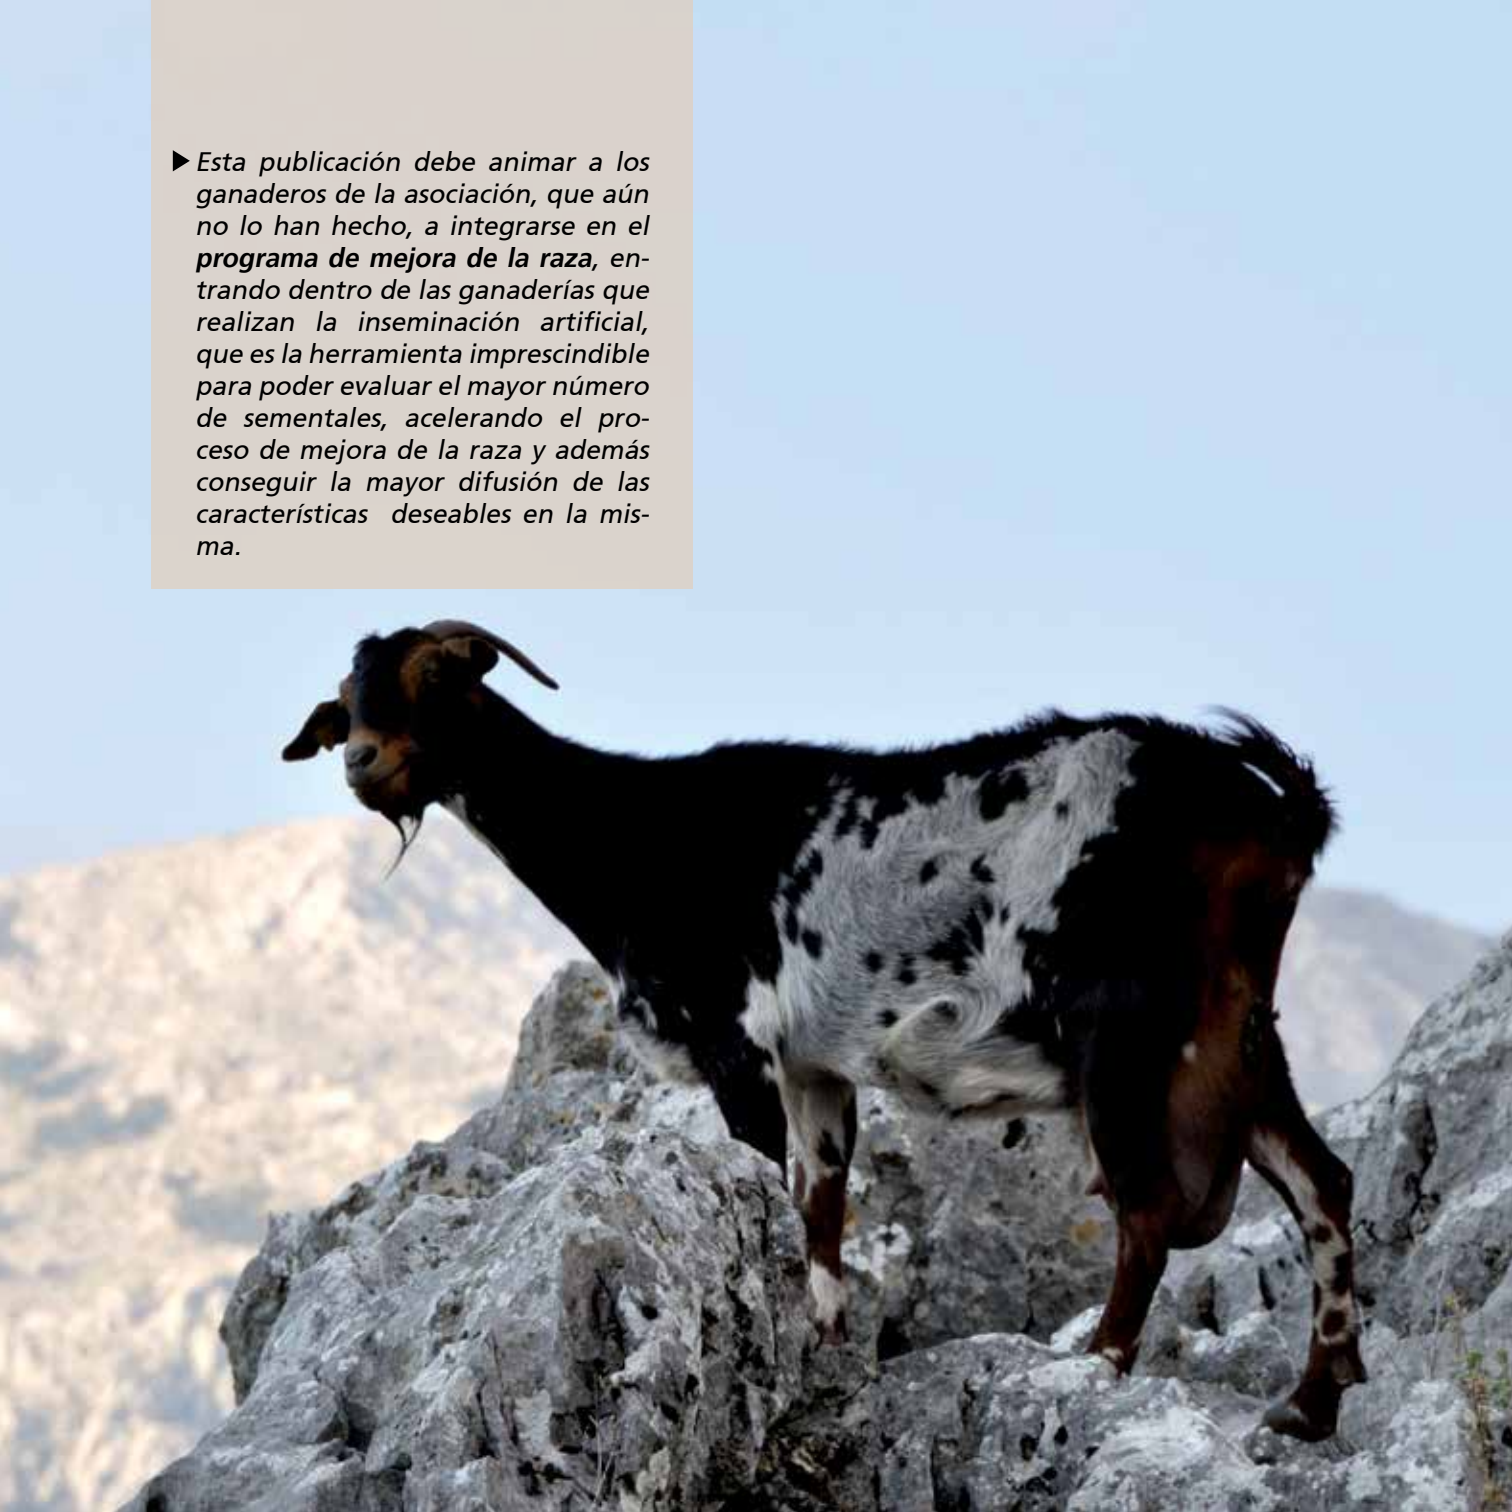 Esta publicación debe animar a los
ganaderos de la asociación, que aún
no lo han hecho, a integrarse en el
programa de mejora de la raza, en-
trando dentro de las ganaderías que
realizan la inseminación artificial,
que es la herramienta imprescindible
para poder evaluar el mayor número
de sementales, acelerando el pro-
ceso de mejora de la raza y además
conseguir la mayor difusión de las
características deseables en la mis-
ma.